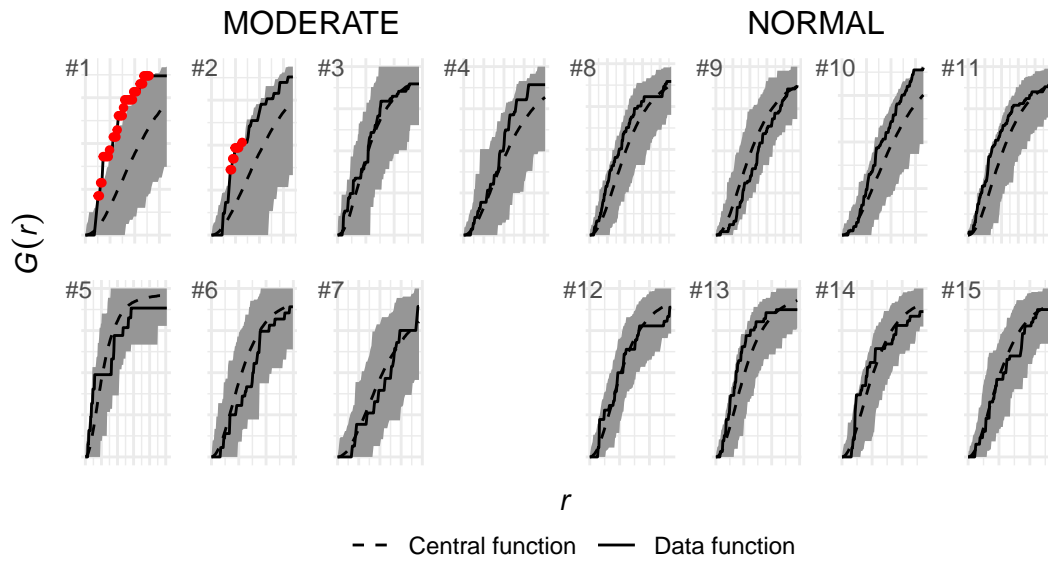 MODERATE NORMAL
#1 #2 #3 #4 #8 #9 #10 #11
G(r)
#5 #6 #7 #12 #13 #14 #15
r
Central function Data function